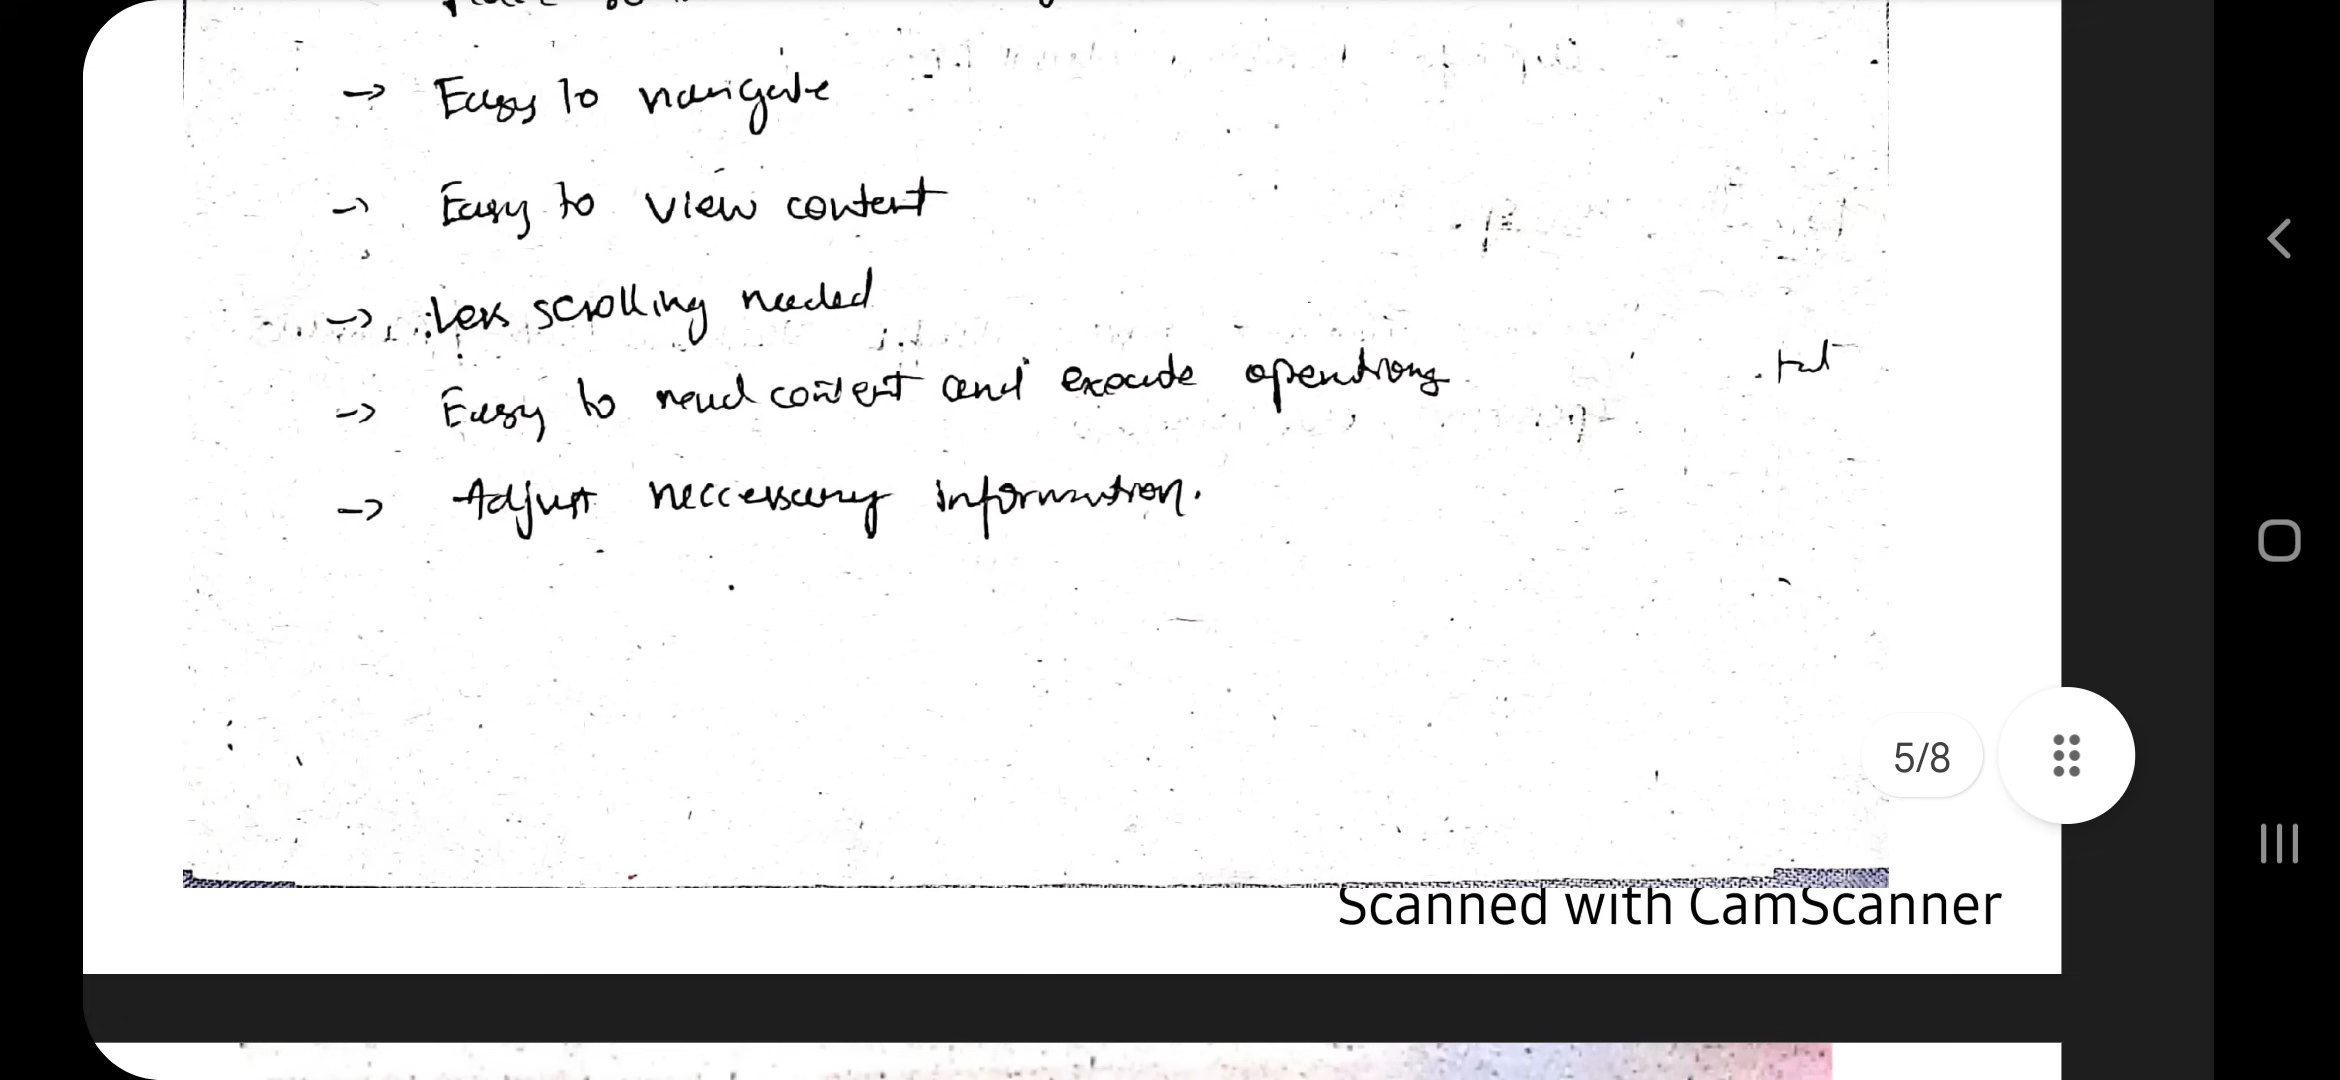 → Easy to navigate
→ Easy to view content
→ Less scrolling needed
→ Easy to read content and execute operations
→ Adjust neccessary information.
5/8
Scanned with CamScanner